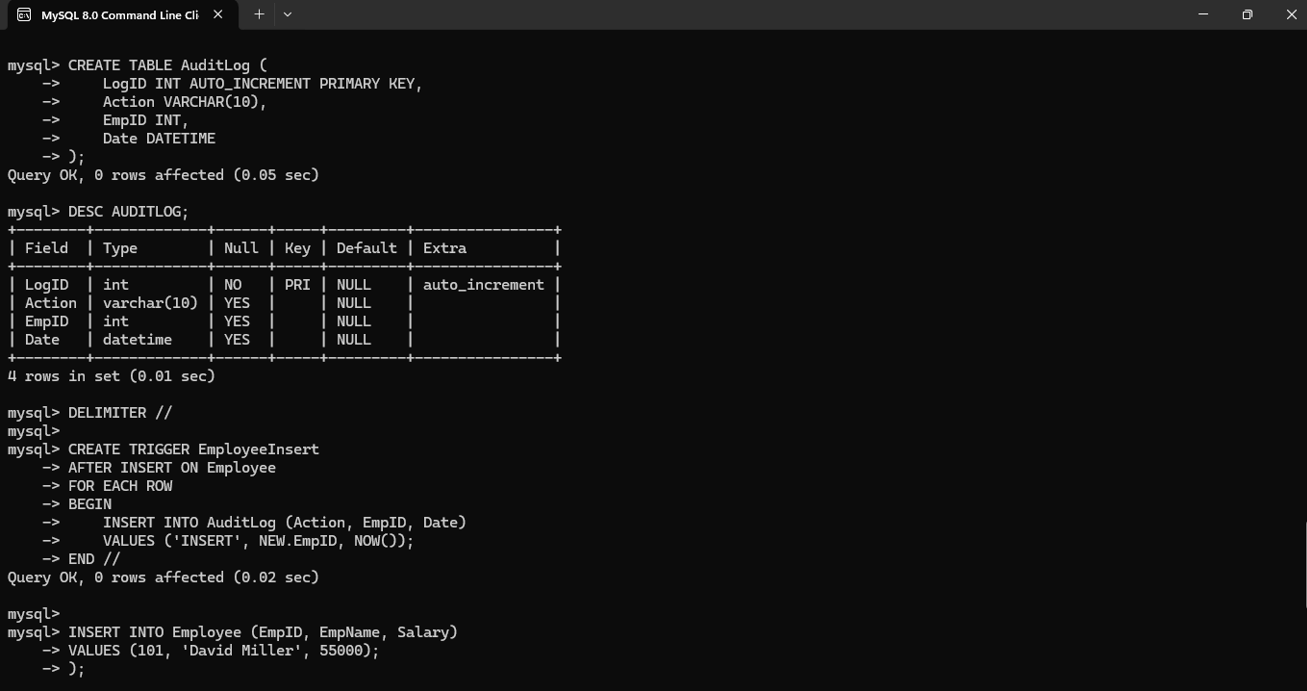 MySQL 8.0 Command Line Cli
mysql> CREATE TABLE AuditLog (
    ->     LogID INT AUTO_INCREMENT PRIMARY KEY,
    ->     Action VARCHAR(10),
    ->     EmpID INT,
    ->     Date DATETIME
    -> );
Query OK, 0 rows affected (0.05 sec)

mysql> DESC AUDITLOG;
+--------+-------------+------+-----+---------+----------------+
| Field  | Type        | Null | Key | Default | Extra          |
+--------+-------------+------+-----+---------+----------------+
| LogID  | int         | NO   | PRI | NULL    | auto_increment |
| Action | varchar(10) | YES  |     | NULL    |                |
| EmpID  | int         | YES  |     | NULL    |                |
| Date   | datetime    | YES  |     | NULL    |                |
+--------+-------------+------+-----+---------+----------------+
4 rows in set (0.01 sec)

mysql> DELIMITER //
mysql>
mysql> CREATE TRIGGER EmployeeInsert
    -> AFTER INSERT ON Employee
    -> FOR EACH ROW
    -> BEGIN
    ->     INSERT INTO AuditLog (Action, EmpID, Date)
    ->     VALUES ('INSERT', NEW.EmpID, NOW());
    -> END //
Query OK, 0 rows affected (0.02 sec)

mysql>
mysql> INSERT INTO Employee (EmpID, EmpName, Salary)
    -> VALUES (101, 'David Miller', 55000);
    -> );